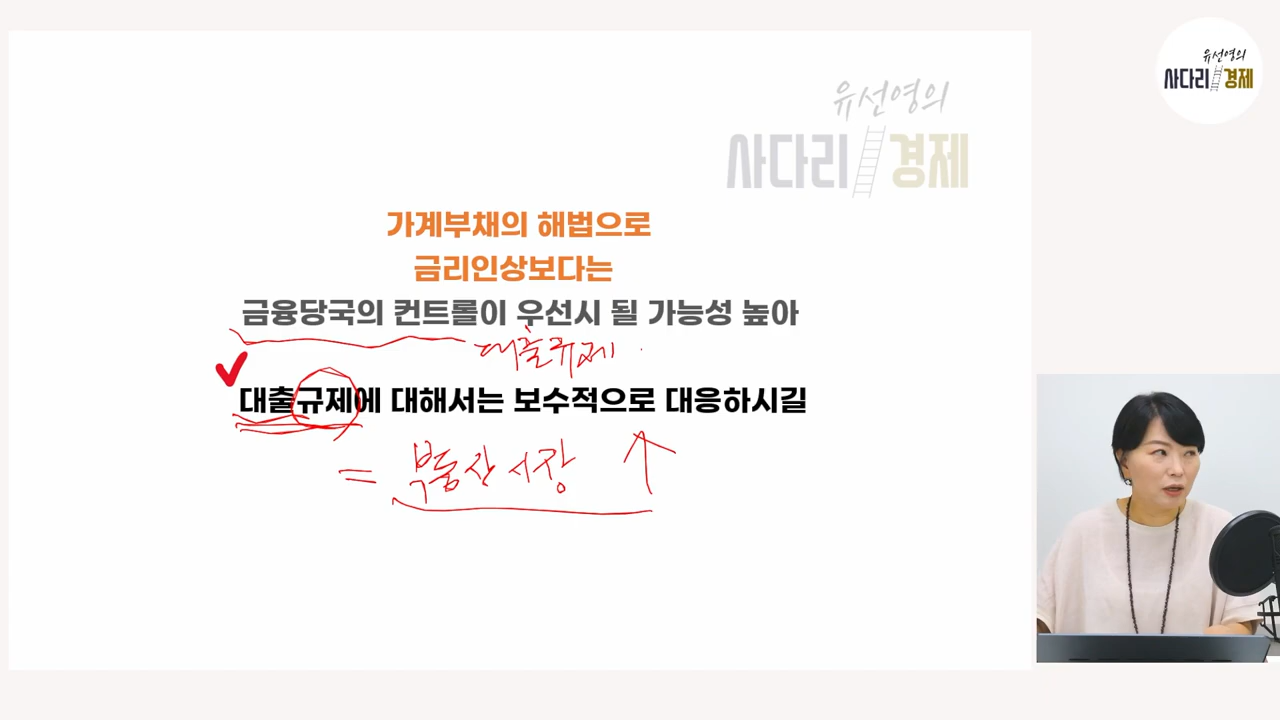 유선영의
사다리 경제
유선영의
사다리 경제
가계부채의 해법으로
금리인상보다는
금융당국의 컨트롤이 우선시 될 가능성 높아
대출규제
대출규제에 대해서는 보수적으로 대응하시길
= 부동산 시장 ↑